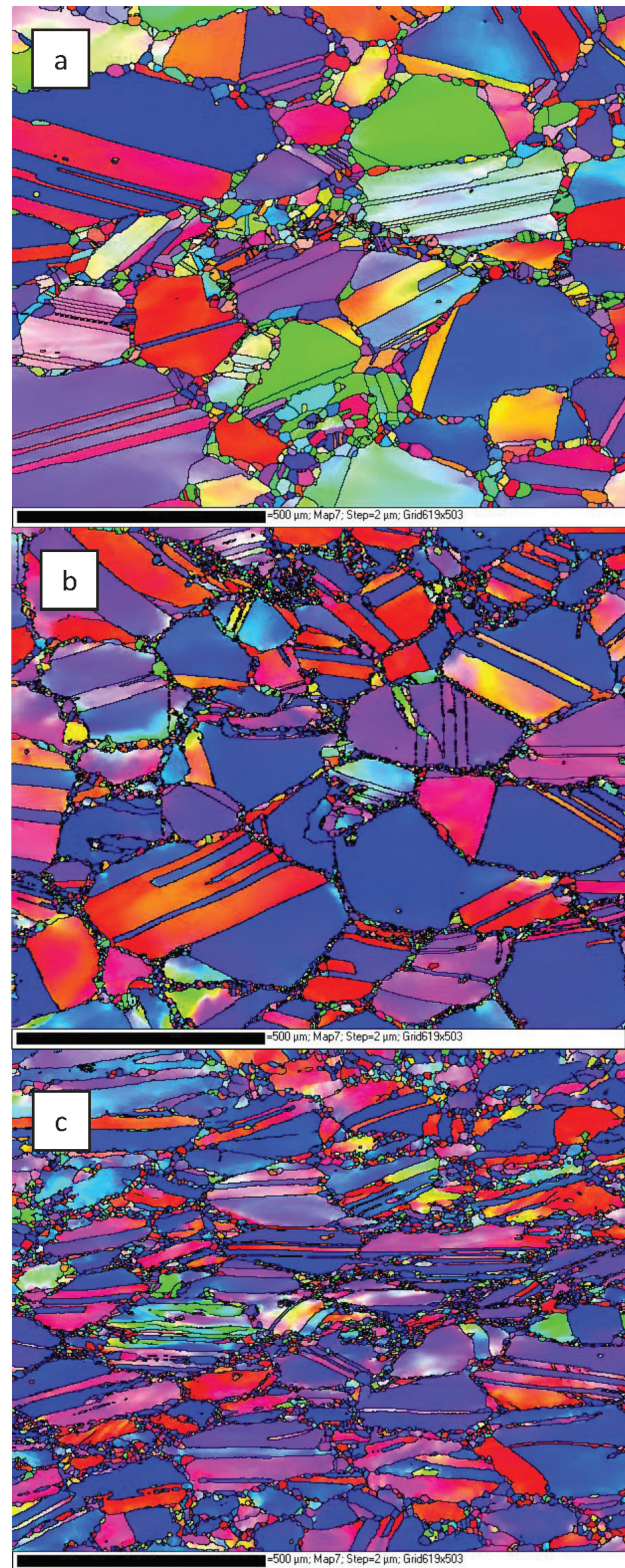 a
=500 µm; Map7; Step=2 µm; Grid619x503
b
=500 µm; Map7; Step=2 µm; Grid619x503
c
=500 µm; Map7; Step=2 µm; Grid619x503